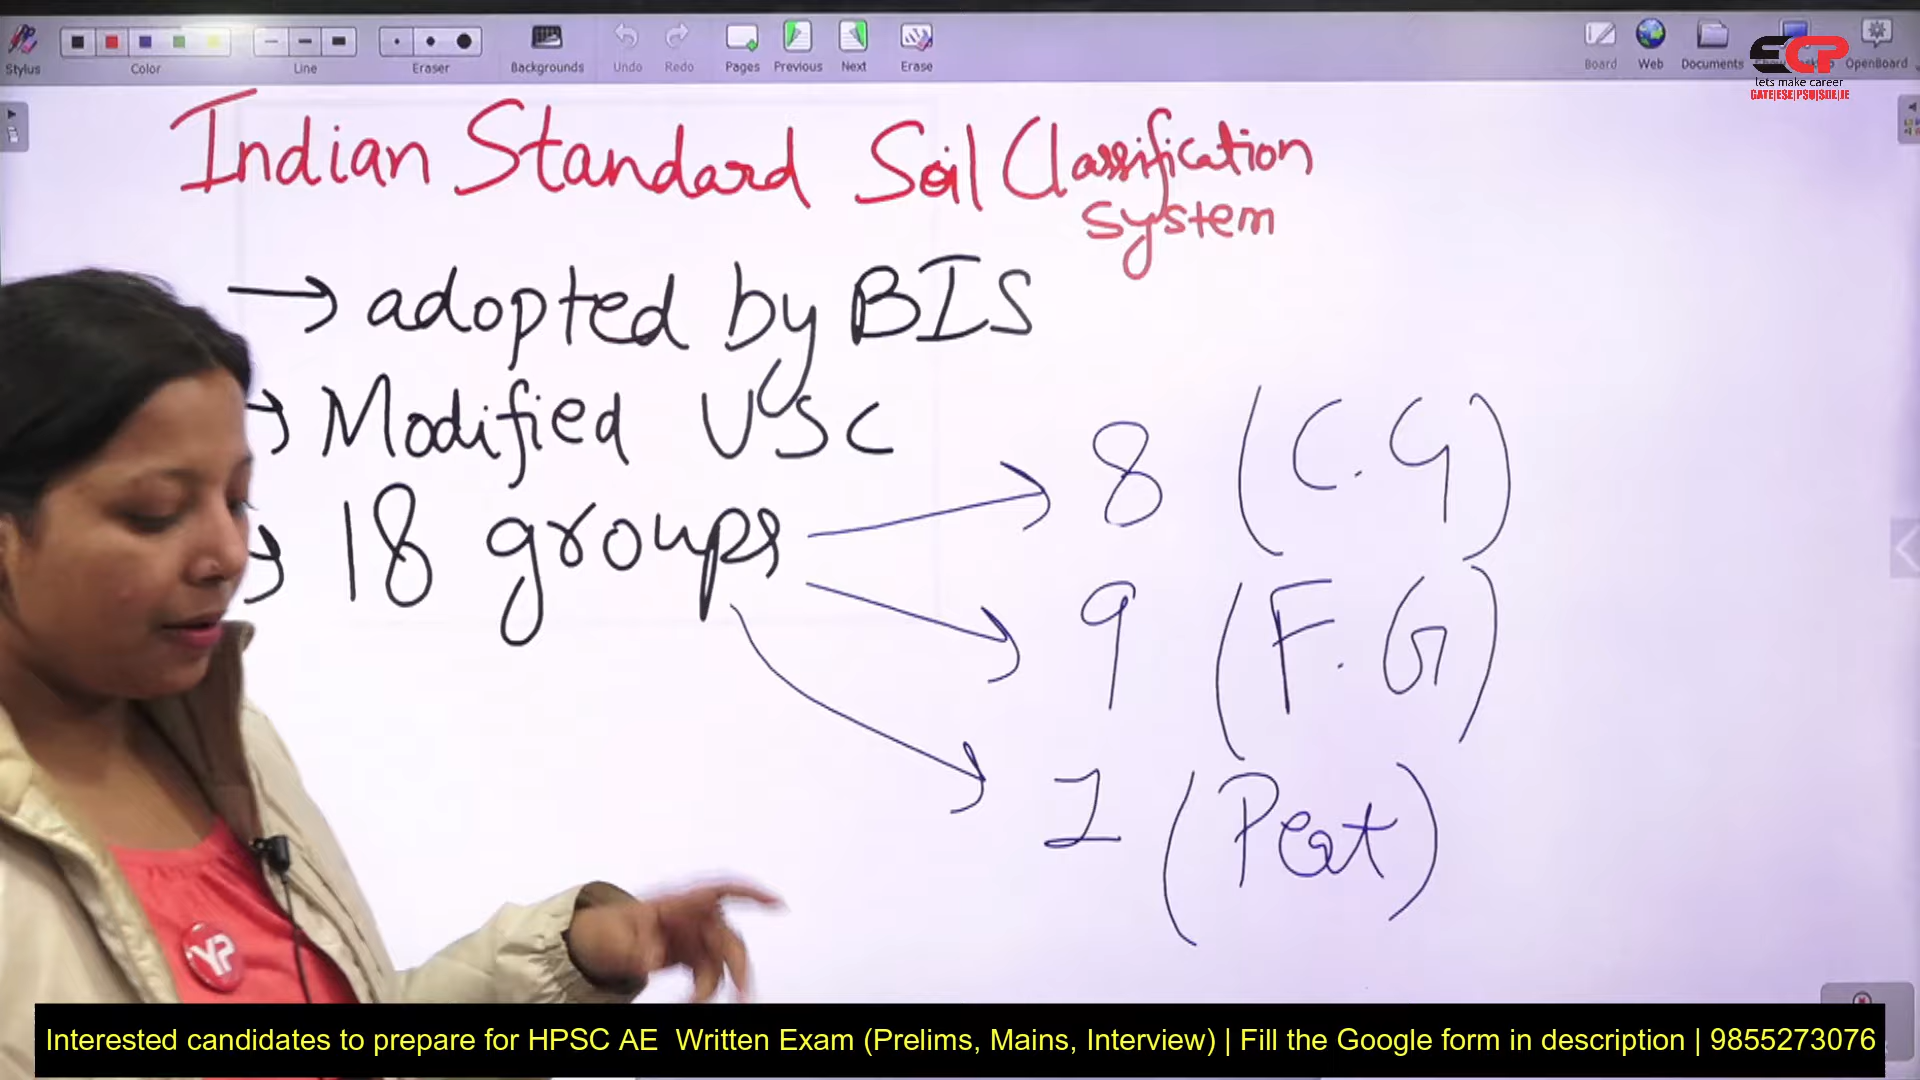 Stylus
Color
Line
Eraser
Backgrounds
Undo
Redo
Pages
Previous
Next
Erase
Board
Web
Documents
OpenBoard
ECP
lets make career
GATE|ESE|PSU|SDE|JE
Indian Standard Soil Classification
system
→ adopted by BIS
→ Modified USC
→ 18 groups
8 (C.G)
9 (F.G)
1 (Peat)
YP
Interested candidates to prepare for HPSC AE Written Exam (Prelims, Mains, Interview) | Fill the Google form in description | 9855273076